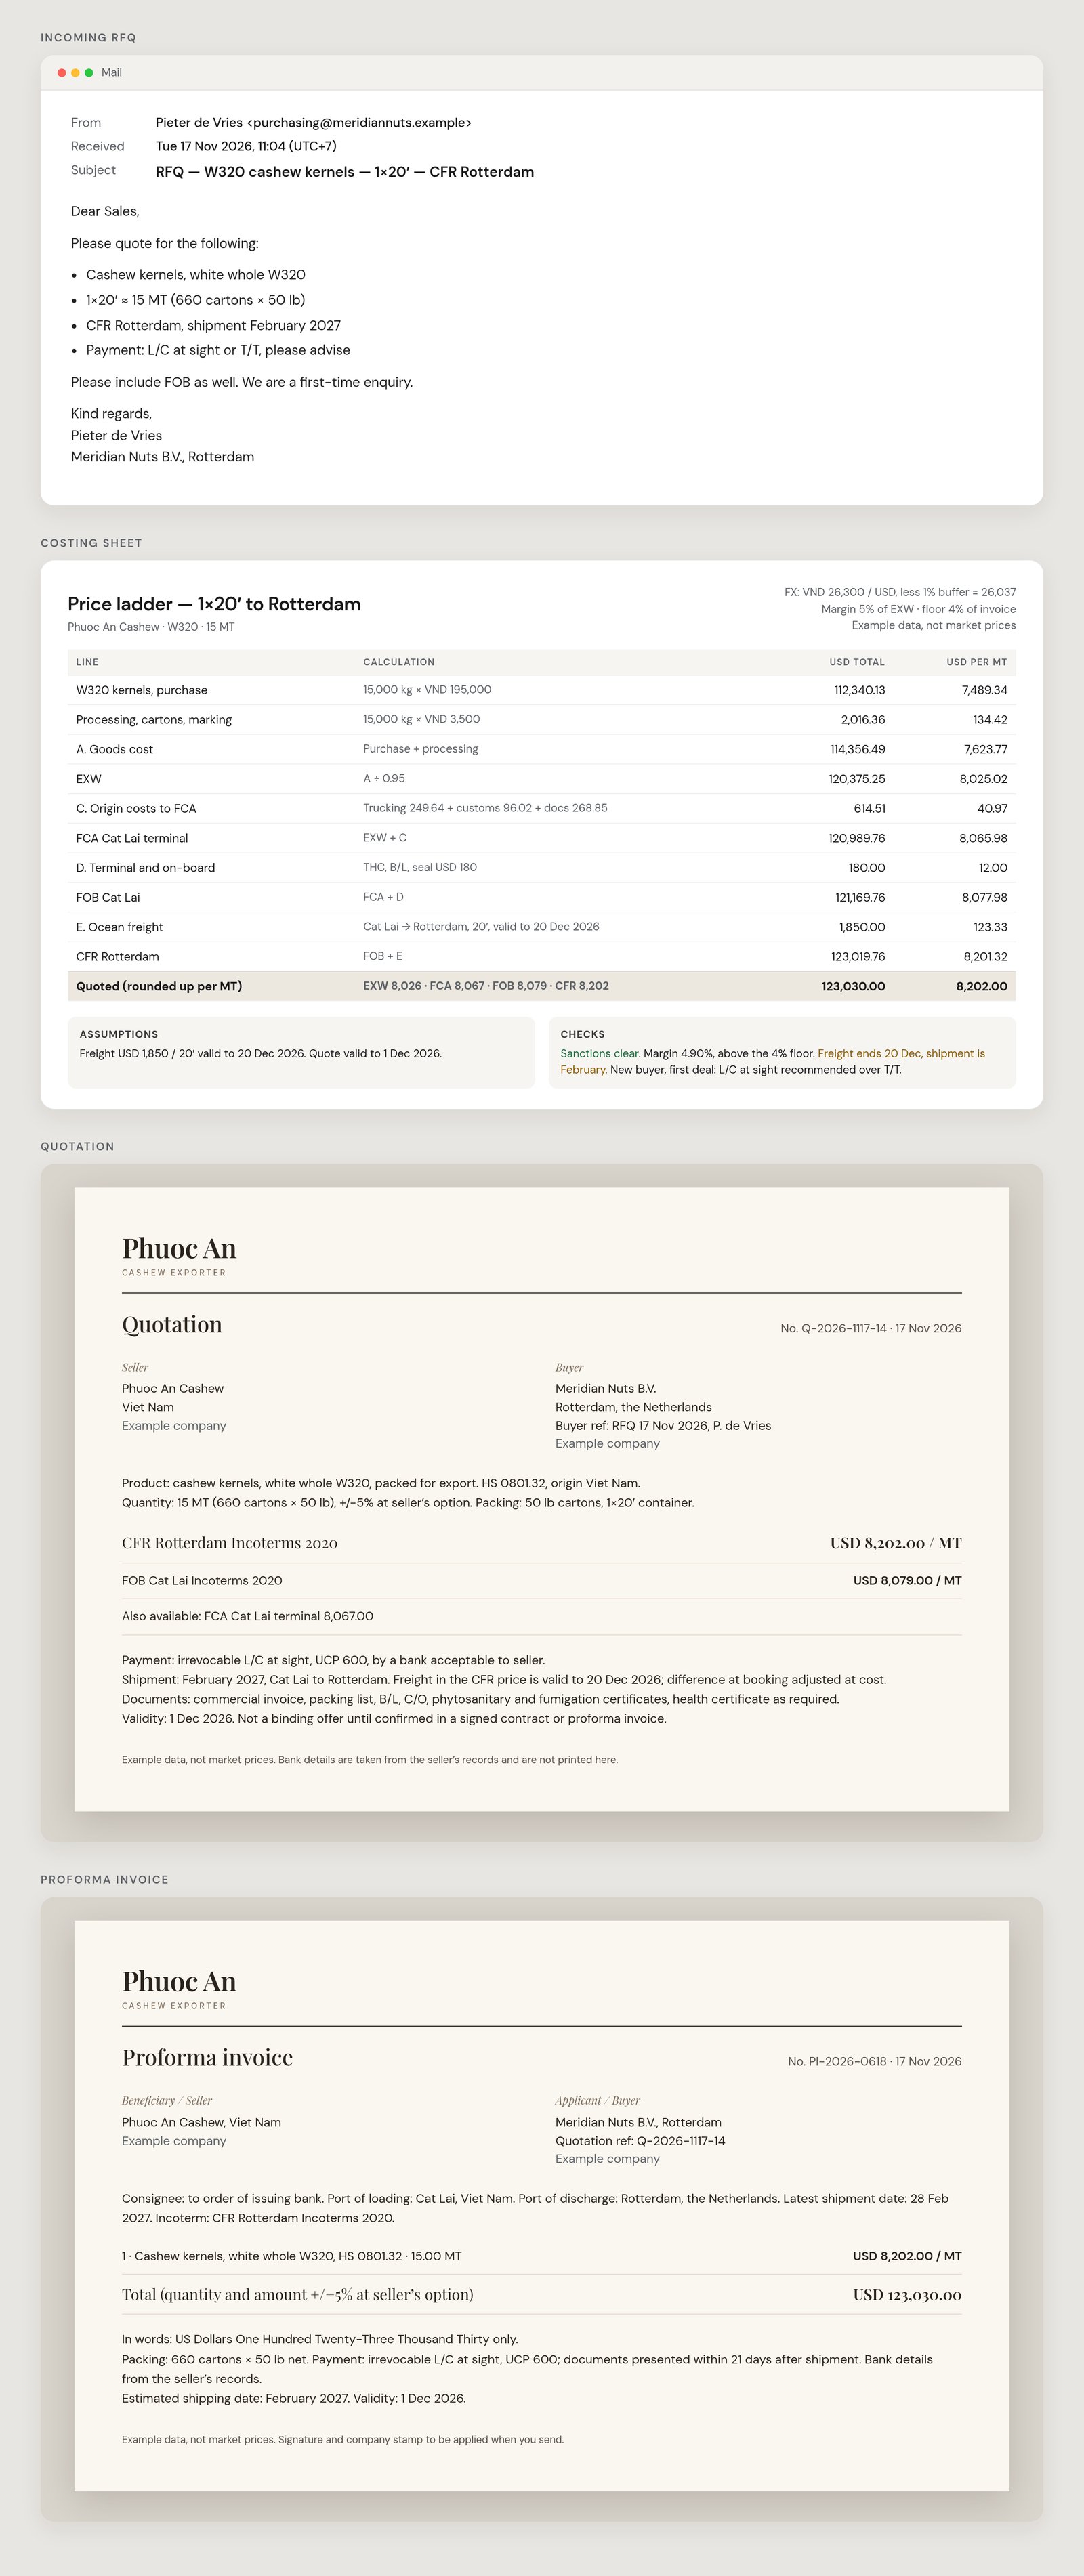 INCOMING RFQ
Mail
From Pieter de Vries <purchasing@meridiannuts.example>
Received Tue 17 Nov 2026, 11:04 (UTC+7)
Subject RFQ — W320 cashew kernels — 1×20′ — CFR Rotterdam
Dear Sales,
Please quote for the following:
• Cashew kernels, white whole W320
• 1×20′ ≈ 15 MT (660 cartons × 50 lb)
• CFR Rotterdam, shipment February 2027
• Payment: L/C at sight or T/T, please advise
Please include FOB as well. We are a first-time enquiry.
Kind regards,
Pieter de Vries
Meridian Nuts B.V., Rotterdam
COSTING SHEET
Price ladder — 1×20′ to Rotterdam
Phuoc An Cashew · W320 · 15 MT
FX: VND 26,300 / USD, less 1% buffer = 26,037
Margin 5% of EXW · floor 4% of invoice
Example data, not market prices
LINE CALCULATION USD TOTAL USD PER MT
W320 kernels, purchase 15,000 kg × VND 195,000 112,340.13 7,489.34
Processing, cartons, marking 15,000 kg × VND 3,500 2,016.36 134.42
A. Goods cost Purchase + processing 114,356.49 7,623.77
EXW A ÷ 0.95 120,375.25 8,025.02
C. Origin costs to FCA Trucking 249.64 + customs 96.02 + docs 268.85 614.51 40.97
FCA Cat Lai terminal EXW + C 120,989.76 8,065.98
D. Terminal and on-board THC, B/L, seal USD 180 180.00 12.00
FOB Cat Lai FCA + D 121,169.76 8,077.98
E. Ocean freight Cat Lai → Rotterdam, 20′, valid to 20 Dec 2026 1,850.00 123.33
CFR Rotterdam FOB + E 123,019.76 8,201.32
Quoted (rounded up per MT) EXW 8,026 · FCA 8,067 · FOB 8,079 · CFR 8,202 123,030.00 8,202.00
ASSUMPTIONS
Freight USD 1,850 / 20′ valid to 20 Dec 2026. Quote valid to 1 Dec 2026.
CHECKS
Sanctions clear. Margin 4.90%, above the 4% floor. Freight ends 20 Dec, shipment is
February. New buyer, first deal: L/C at sight recommended over T/T.
QUOTATION
Phuoc An
CASHEW EXPORTER
Quotation
No. Q-2026-1117-14 · 17 Nov 2026
Seller
Phuoc An Cashew
Viet Nam
Example company
Buyer
Meridian Nuts B.V.
Rotterdam, the Netherlands
Buyer ref: RFQ 17 Nov 2026, P. de Vries
Example company
Product: cashew kernels, white whole W320, packed for export. HS 0801.32, origin Viet Nam.
Quantity: 15 MT (660 cartons × 50 lb), +/−5% at seller’s option. Packing: 50 lb cartons, 1×20′ container.
CFR Rotterdam Incoterms 2020 USD 8,202.00 / MT
FOB Cat Lai Incoterms 2020 USD 8,079.00 / MT
Also available: FCA Cat Lai terminal 8,067.00
Payment: irrevocable L/C at sight, UCP 600, by a bank acceptable to seller.
Shipment: February 2027, Cat Lai to Rotterdam. Freight in the CFR price is valid to 20 Dec 2026; difference at booking adjusted at cost.
Documents: commercial invoice, packing list, B/L, C/O, phytosanitary and fumigation certificates, health certificate as required.
Validity: 1 Dec 2026. Not a binding offer until confirmed in a signed contract or proforma invoice.
Example data, not market prices. Bank details are taken from the seller’s records and are not printed here.
PROFORMA INVOICE
Phuoc An
CASHEW EXPORTER
Proforma invoice
No. PI-2026-0618 · 17 Nov 2026
Beneficiary / Seller
Phuoc An Cashew, Viet Nam
Example company
Applicant / Buyer
Meridian Nuts B.V., Rotterdam
Quotation ref: Q-2026-1117-14
Example company
Consignee: to order of issuing bank. Port of loading: Cat Lai, Viet Nam. Port of discharge: Rotterdam, the Netherlands. Latest shipment date: 28 Feb
2027. Incoterm: CFR Rotterdam Incoterms 2020.
1 · Cashew kernels, white whole W320, HS 0801.32 · 15.00 MT USD 8,202.00 / MT
Total (quantity and amount +/−5% at seller’s option) USD 123,030.00
In words: US Dollars One Hundred Twenty-Three Thousand Thirty only.
Packing: 660 cartons × 50 lb net. Payment: irrevocable L/C at sight, UCP 600; documents presented within 21 days after shipment. Bank details
from the seller’s records.
Estimated shipping date: February 2027. Validity: 1 Dec 2026.
Example data, not market prices. Signature and company stamp to be applied when you send.